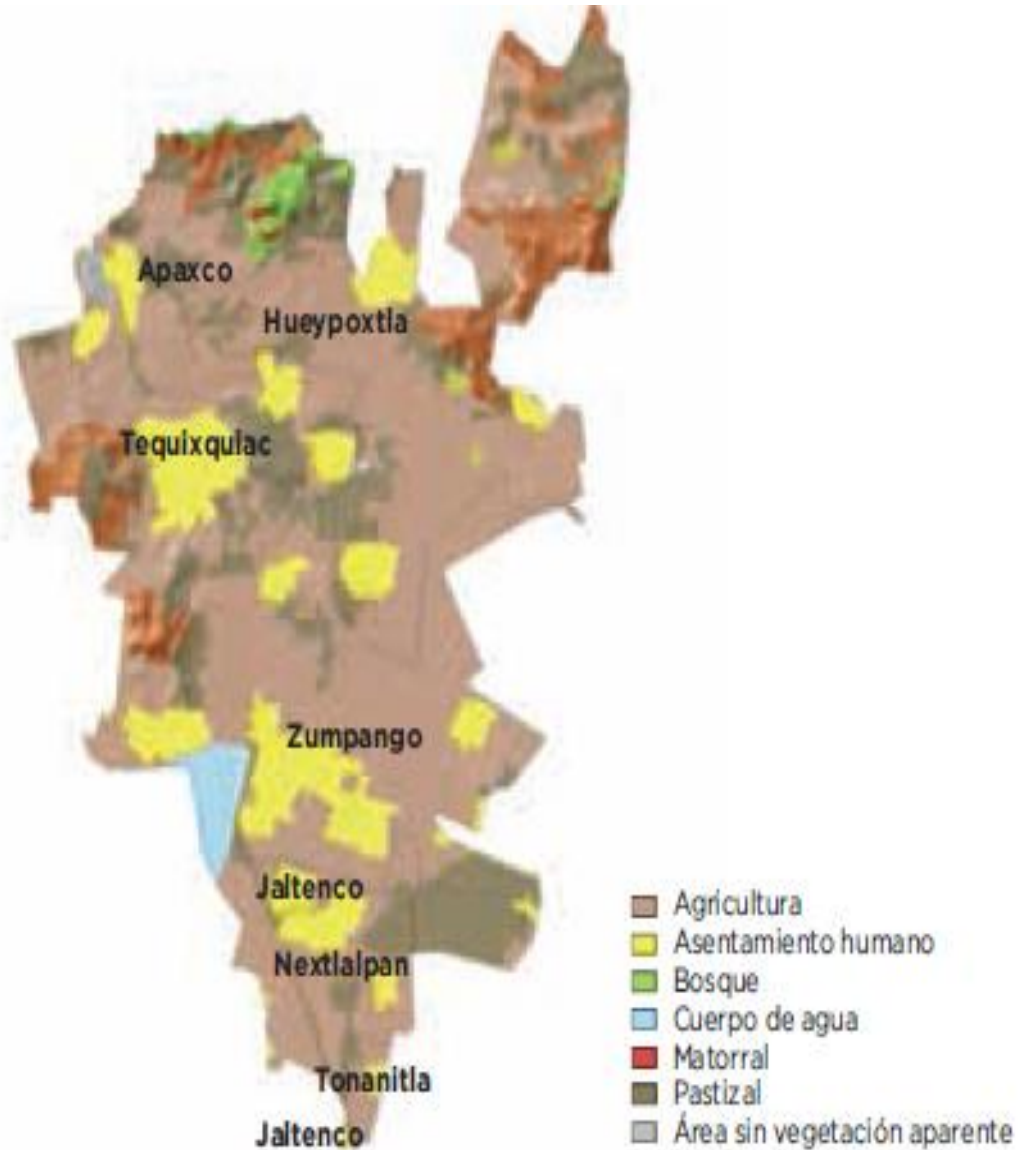 Apaxco
Hueypoxtla
Tequixqulac
Zumpango
Jaltenco
Nextlalpan
Tonanitla
Jaltenco
Agricultura
Asentamiento humano
Bosque
Cuerpo de agua
Matorral
Pastizal
Área sin vegetación aparente